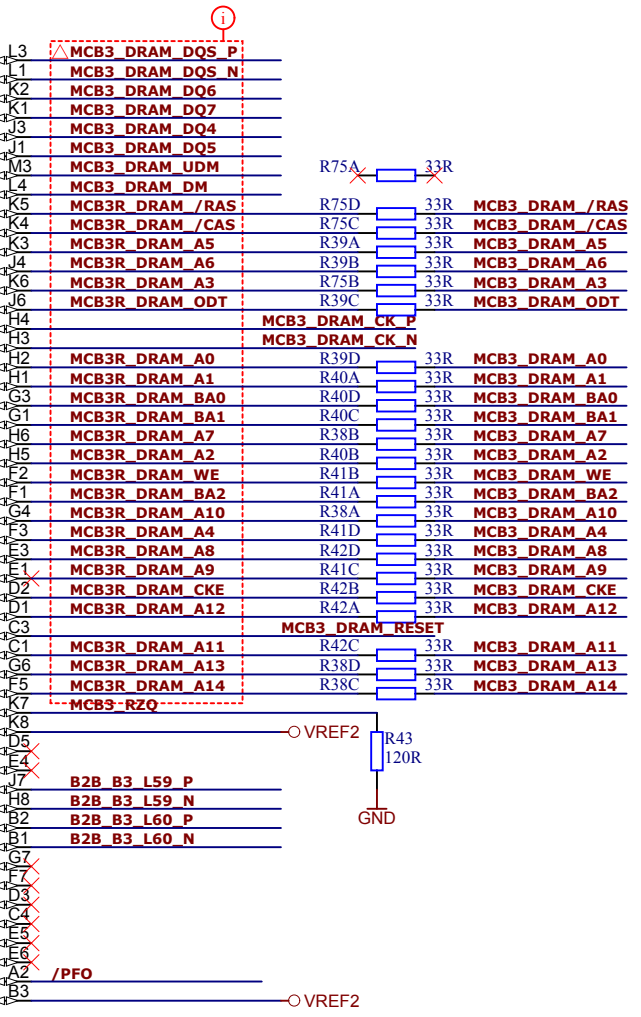 i
L3 MCB3_DRAM_DQS_P
L1 MCB3_DRAM_DQS_N
K2 MCB3_DRAM_DQ6
K1 MCB3_DRAM_DQ7
J3 MCB3_DRAM_DQ4
J1 MCB3_DRAM_DQ5
M3 MCB3_DRAM_UDM R75A 33R
L4 MCB3_DRAM_DM
K5 MCB3R_DRAM_/RAS R75D 33R MCB3_DRAM_/RAS
K4 MCB3R_DRAM_/CAS R75C 33R MCB3_DRAM_/CAS
K3 MCB3R_DRAM_A5 R39A 33R MCB3_DRAM_A5
J4 MCB3R_DRAM_A6 R39B 33R MCB3_DRAM_A6
K6 MCB3R_DRAM_A3 R75B 33R MCB3_DRAM_A3
J6 MCB3R_DRAM_ODT R39C 33R MCB3_DRAM_ODT
H4 MCB3_DRAM_CK_P
H3 MCB3_DRAM_CK_N
H2 MCB3R_DRAM_A0 R39D 33R MCB3_DRAM_A0
H1 MCB3R_DRAM_A1 R40A 33R MCB3_DRAM_A1
G3 MCB3R_DRAM_BA0 R40D 33R MCB3_DRAM_BA0
G1 MCB3R_DRAM_BA1 R40C 33R MCB3_DRAM_BA1
H6 MCB3R_DRAM_A7 R38B 33R MCB3_DRAM_A7
H5 MCB3R_DRAM_A2 R40B 33R MCB3_DRAM_A2
F2 MCB3R_DRAM_WE R41B 33R MCB3_DRAM_WE
F1 MCB3R_DRAM_BA2 R41A 33R MCB3_DRAM_BA2
G4 MCB3R_DRAM_A10 R38A 33R MCB3_DRAM_A10
F3 MCB3R_DRAM_A4 R41D 33R MCB3_DRAM_A4
E3 MCB3R_DRAM_A8 R42D 33R MCB3_DRAM_A8
E1 MCB3R_DRAM_A9 R41C 33R MCB3_DRAM_A9
D2 MCB3R_DRAM_CKE R42B 33R MCB3_DRAM_CKE
D1 MCB3R_DRAM_A12 R42A 33R MCB3_DRAM_A12
C3 MCB3_DRAM_RESET
C1 MCB3R_DRAM_A11 R42C 33R MCB3_DRAM_A11
G6 MCB3R_DRAM_A13 R38D 33R MCB3_DRAM_A13
F5 MCB3R_DRAM_A14 R38C 33R MCB3_DRAM_A14
K7 MCB3_RZQ
K8 VREF2
D5 R43
E4 120R
J7 B2B_B3_L59_P
H8 B2B_B3_L59_N
B2 B2B_B3_L60_P GND
B1 B2B_B3_L60_N
G7
F7
D3
C4
E5
E6
A2 /PFO
B3 VREF2